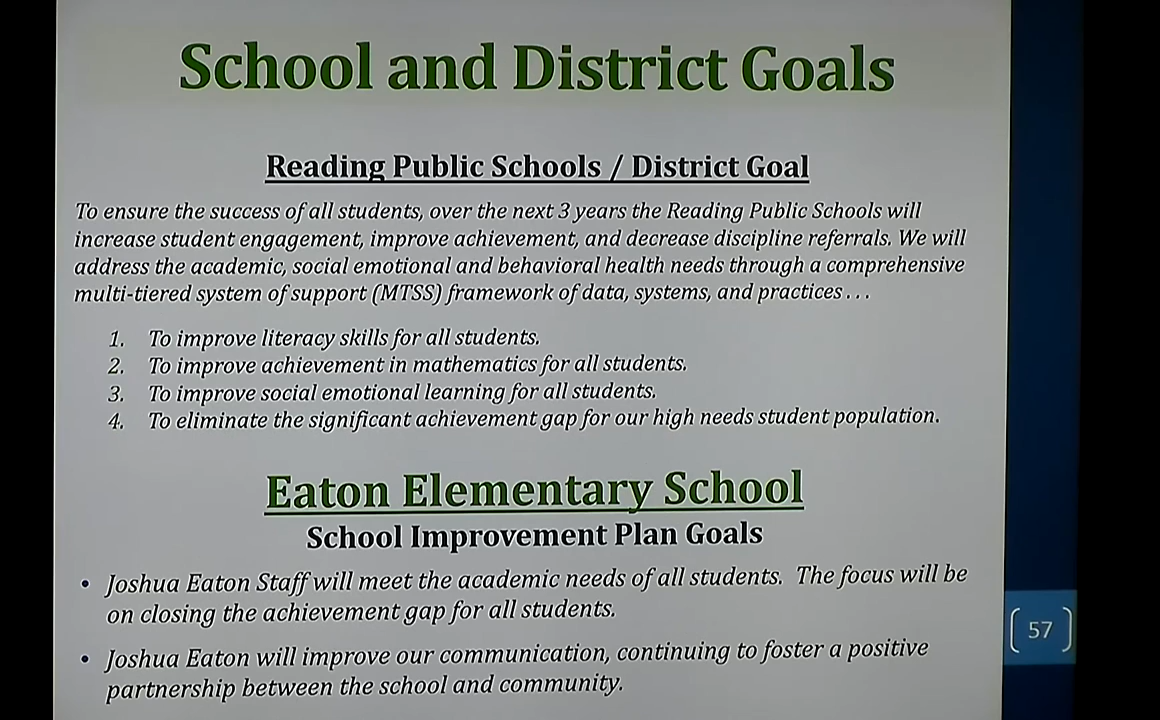 School and District Goals
Reading Public Schools / District Goal
To ensure the success of all students, over the next 3 years the Reading Public Schools will
increase student engagement, improve achievement, and decrease discipline referrals. We will
address the academic, social emotional and behavioral health needs through a comprehensive
multi-tiered system of support (MTSS) framework of data, systems, and practices . . .
1. To improve literacy skills for all students.
2. To improve achievement in mathematics for all students.
3. To improve social emotional learning for all students.
4. To eliminate the significant achievement gap for our high needs student population.
Eaton Elementary School
School Improvement Plan Goals
• Joshua Eaton Staff will meet the academic needs of all students.  The focus will be
on closing the achievement gap for all students.
• Joshua Eaton will improve our communication, continuing to foster a positive
partnership between the school and community.
57